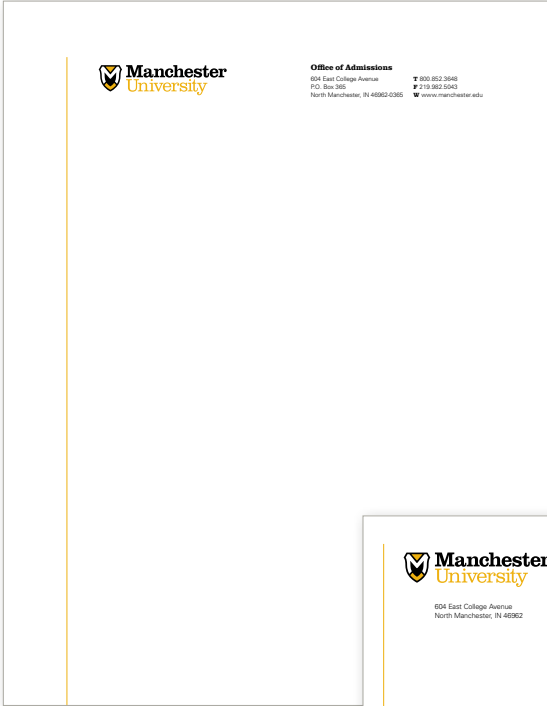 Manchester
University
Office of Admissions
604 East College Avenue
P.O. Box 365
North Manchester, IN 46962-0365
T 800.852.3648
F 219.982.5043
W www.manchester.edu
Manchester
University
604 East College Avenue
North Manchester, IN 46962